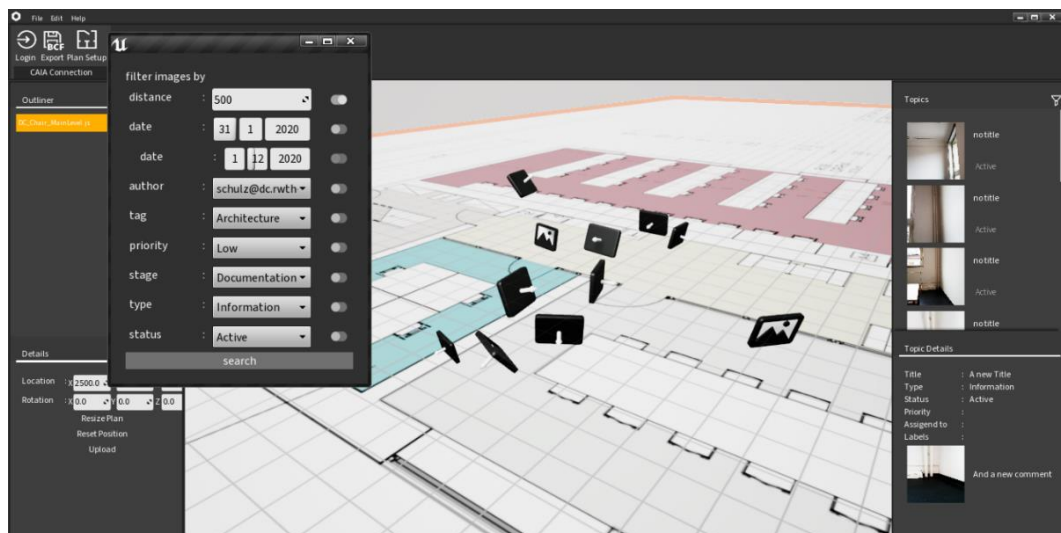 File Edit Help
BCF
Login Export Plan Setup
CAIA Connection
Outliner
filter images by
distance : 500
date : 31 1 2020
date : 1 12 2020
author : schulz@dc.rwth
tag : Architecture
priority : Low
stage : Documentation
type : Information
status : Active
search
Details
Location : X 2500.0
Rotation : X 0.0 Y 0.0 Z 0.0
Resize Plan
Reset Position
Upload
Topics
notitle
Active
notitle
Active
notitle
Active
notitle
Topic Details
Title : A new Title
Type : Information
Status : Active
Priority :
Assigend to :
Labels :
And a new comment